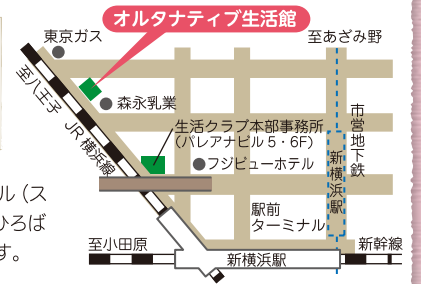 オルタナティブ生活館
東京ガス
至あざみ野
至八王子
JR横浜線
森永乳業
生活クラブ本部事務所
(パレアナビル5・6F)
フジビューホテル
市営地下鉄
新横浜駅
駅前
ターミナル
ル(ス
ひろば
す。
至小田原
新横浜駅
新幹線